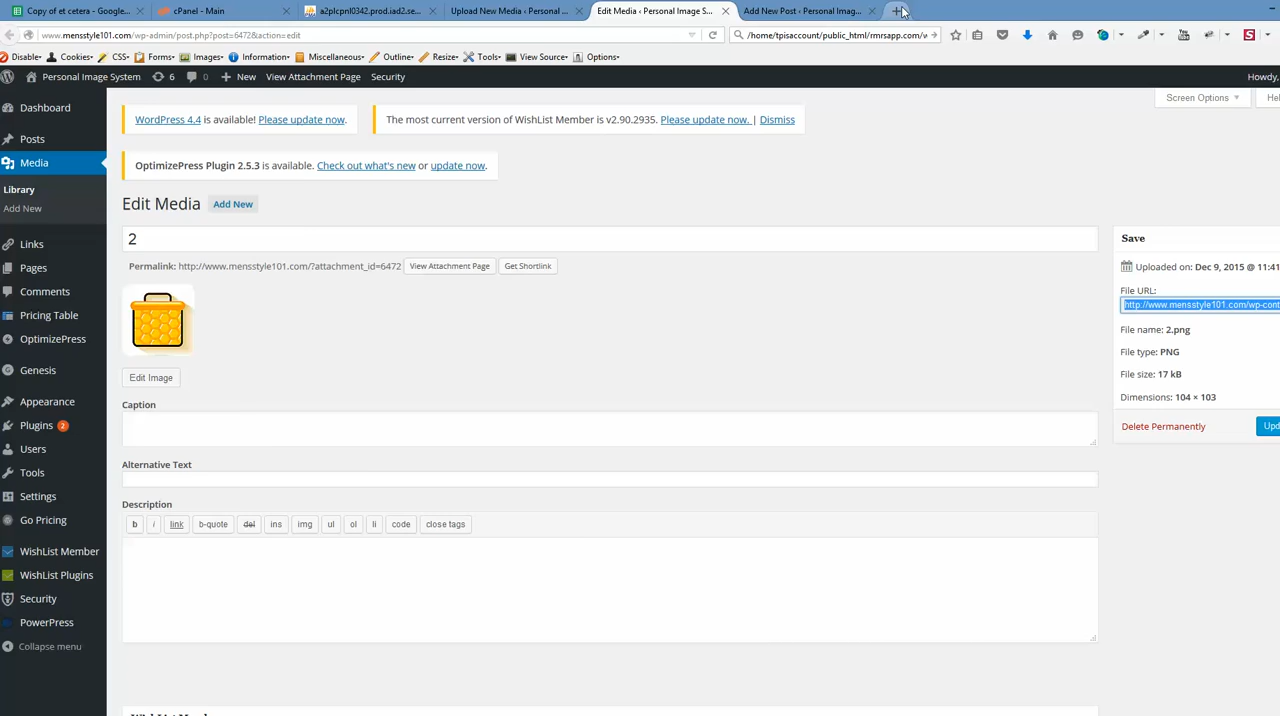 Copy of et cetera - Google...
cPanel - Main
a2plcpnl0342.prod.iad2.se...
Upload New Media ‹ Personal ...
Edit Media ‹ Personal Image S...
Add New Post ‹ Personal Imag...
www.mensstyle101.com/wp-admin/post.php?post=6472&action=edit
/home/tpisaccount/public_html/rmrsapp.com/w
Disable
Cookies
CSS
Forms
Images
Information
Miscellaneous
Outline
Resize
Tools
View Source
Options
Personal Image System
6
0
New
View Attachment Page
Security
Howdy,
Screen Options
Hel
Dashboard
Posts
Media
Library
Add New
Links
Pages
Comments
Pricing Table
OptimizePress
Genesis
Appearance
Plugins 2
Users
Tools
Settings
Go Pricing
WishList Member
WishList Plugins
Security
PowerPress
Collapse menu
WordPress 4.4 is available! Please update now.
The most current version of WishList Member is v2.90.2935. Please update now. | Dismiss
OptimizePress Plugin 2.5.3 is available. Check out what's new or update now.
Edit Media Add New
2
Permalink: http://www.mensstyle101.com/?attachment_id=6472 View Attachment Page Get Shortlink
Edit Image
Caption
Alternative Text
Description
b i link b-quote del ins img ul ol li code close tags
Save
Uploaded on: Dec 9, 2015 @ 11:41
File URL:
http://www.mensstyle101.com/wp-cont
File name: 2.png
File type: PNG
File size: 17 kB
Dimensions: 104 × 103
Delete Permanently
Upd